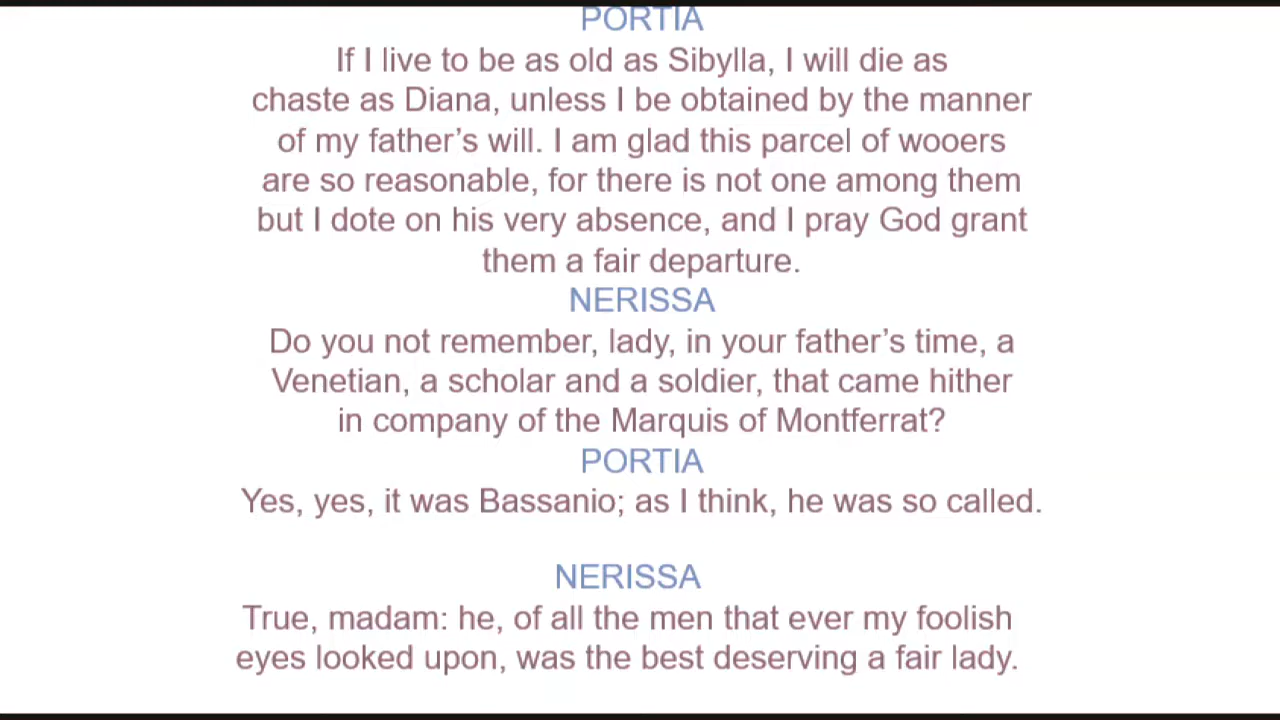 PORTIA
If I live to be as old as Sibylla, I will die as
chaste as Diana, unless I be obtained by the manner
of my father’s will. I am glad this parcel of wooers
are so reasonable, for there is not one among them
but I dote on his very absence, and I pray God grant
them a fair departure.
NERISSA
Do you not remember, lady, in your father’s time, a
Venetian, a scholar and a soldier, that came hither
in company of the Marquis of Montferrat?
PORTIA
Yes, yes, it was Bassanio; as I think, he was so called.
NERISSA
True, madam: he, of all the men that ever my foolish
eyes looked upon, was the best deserving a fair lady.